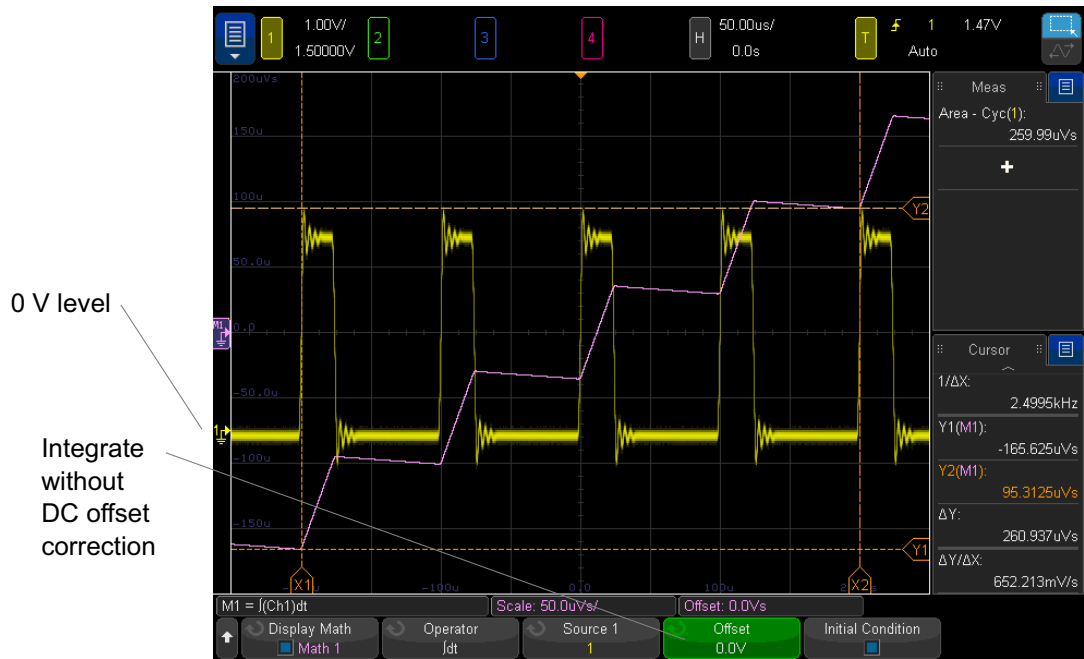 1
1.00V/
1.50000V
2
3
4
H
50.00us/
0.0s
T
1
1.47V
Auto
200uVs
150u
100u
50.0u
M1
0.0
-50.0u
1
-100u
-150u
-100u
0.0
100u
X1
X2
Y2
Y1
0 V level
Integrate
without
DC offset
correction
Meas
Area - Cyc(1):
259.99uVs
+
Cursor
1/ΔX:
2.4995kHz
Y1(M1):
-165.625uVs
Y2(M1):
95.3125uVs
ΔY:
260.937uVs
ΔY/ΔX:
652.213mV/s
M1 = ∫(Ch1)dt
Scale: 50.0uVs/
Offset: 0.0Vs
Display Math
Math 1
Operator
∫dt
Source 1
1
Offset
0.0V
Initial Condition